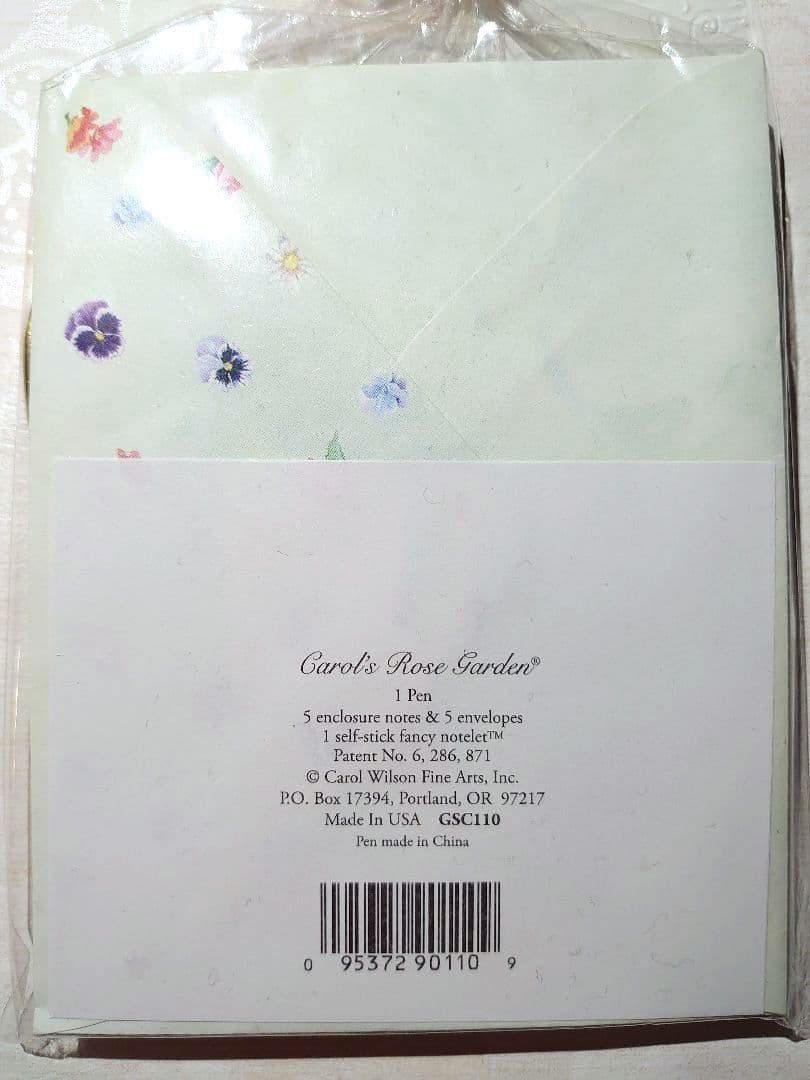 Carol's Rose Garden®
1 Pen
5 enclosure notes & 5 envelopes
1 self-stick fancy notelet™
Patent No. 6, 286, 871
© Carol Wilson Fine Arts, Inc.
P.O. Box 17394, Portland, OR 97217
Made In USA GSC110
Pen made in China
0 95372 90110 9